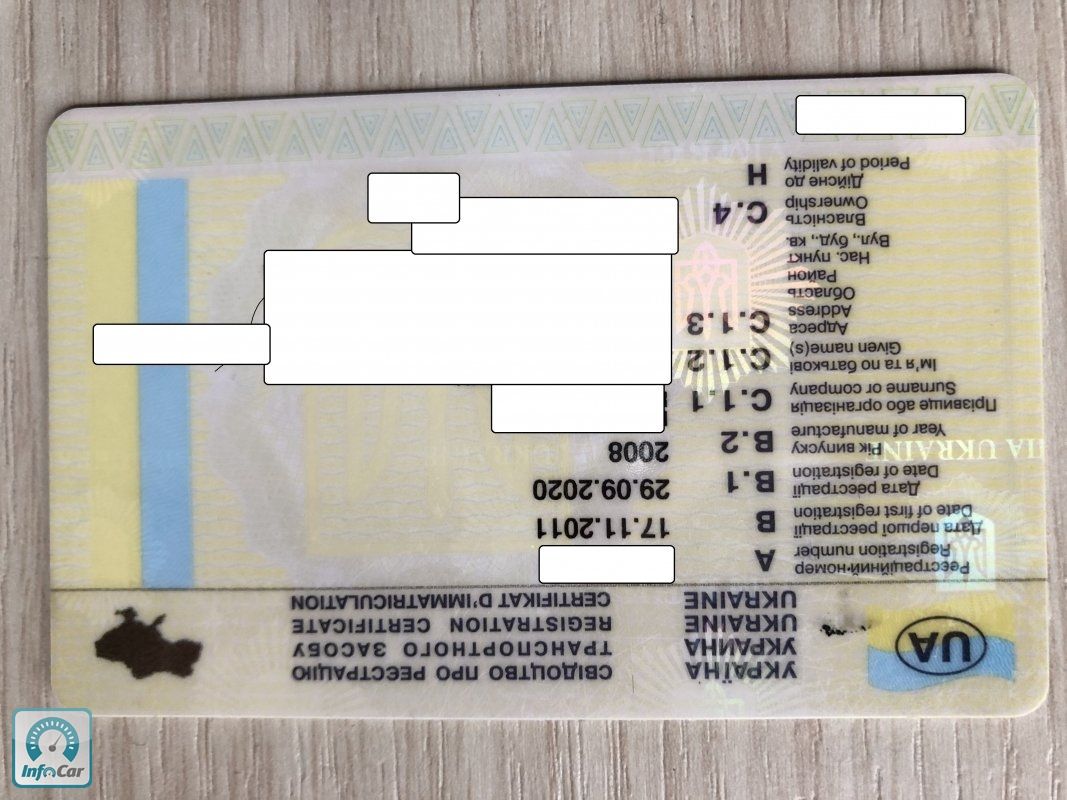 UA
УКРАЇНА
УКРАИНА
UKRAINE
UKRAINE
СВІДОЦТВО ПРО РЕЄСТРАЦІЮ
ТРАНСПОРТНОГО ЗАСОБУ
REGISTRATION CERTIFICATE
CERTIFIKAT D'IMMATRICULATION
Реєстраційний номер A
Registration number
Дата першої реєстрації B 17.11.2011
Date of first registration
Дата реєстрації B.1 29.09.2020
Date of registration
Рік випуску B.2 2008
Year of manufacture
Прізвище або організація C.1.1
Surname or company
Ім'я та по батькові C.1.2
Given name(s)
Адреса C.1.3
Address
Область
Район
Нас. пункт
Вул., буд., кв.
Власність C.4
Ownership
Дійсне до H
Period of validity
UKRAINE
InfoCar